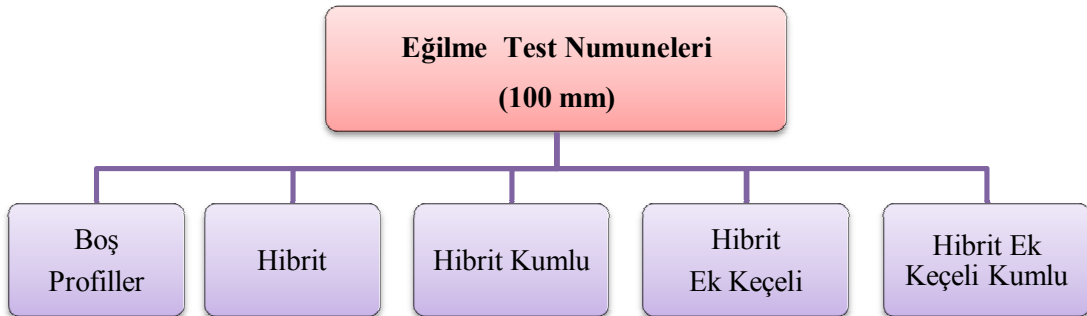 Eğilme Test Numuneleri
(100 mm)
Boş
Profiller
Hibrit
Hibrit Kumlu
Hibrit
Ek Keçeli
Hibrit Ek
Keçeli Kumlu